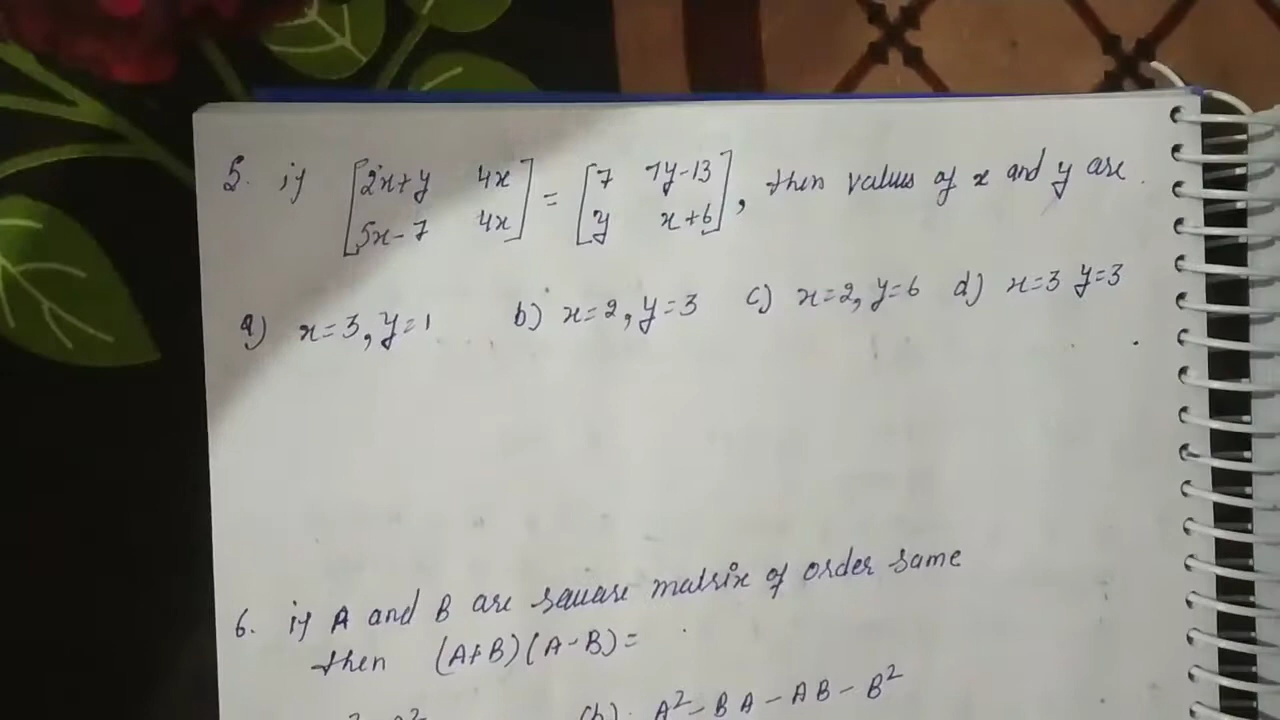 5. if [2x+y 4x] = [7 7y-13], then values of x and y are
[5x-7 4x] [y x+6]
a) x=3, y=1 b) x=2, y=3 c) x=2, y=6 d) x=3 y=3
6. if A and B are square matrix of order same
then (A+B)(A-B)=
(b). A²-BA-AB-B²